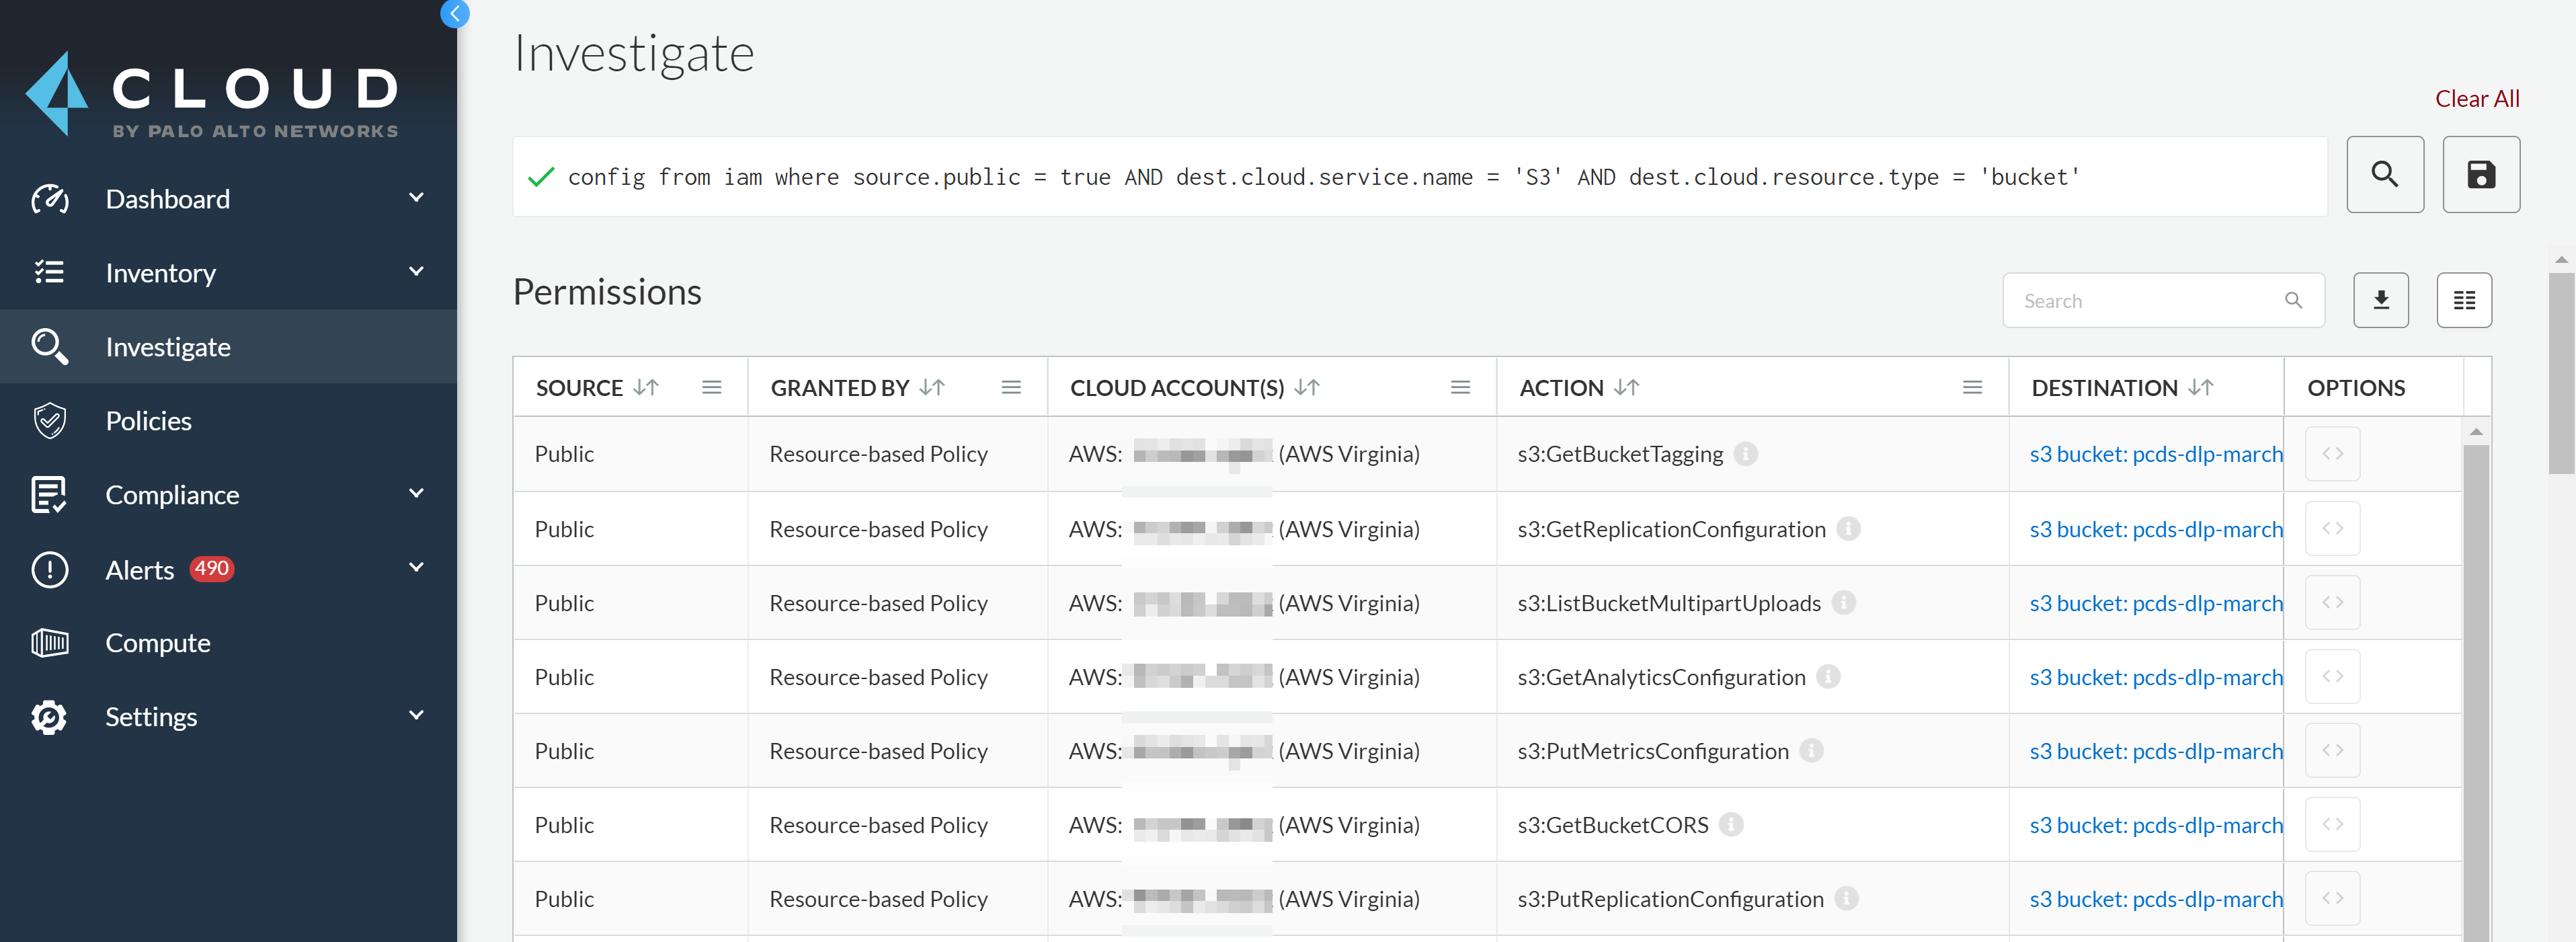 CLOUD
BY PALO ALTO NETWORKS
Dashboard
Inventory
Investigate
Policies
Compliance
Alerts 490
Compute
Settings
Investigate
Clear All
config from iam where source.public = true AND dest.cloud.service.name = 'S3' AND dest.cloud.resource.type = 'bucket'
Permissions
Search
SOURCE GRANTED BY CLOUD ACCOUNT(S) ACTION DESTINATION OPTIONS
Public Resource-based Policy AWS: (AWS Virginia) s3:GetBucketTagging s3 bucket: pcds-dlp-march
Public Resource-based Policy AWS: (AWS Virginia) s3:GetReplicationConfiguration s3 bucket: pcds-dlp-march
Public Resource-based Policy AWS: (AWS Virginia) s3:ListBucketMultipartUploads s3 bucket: pcds-dlp-march
Public Resource-based Policy AWS: (AWS Virginia) s3:GetAnalyticsConfiguration s3 bucket: pcds-dlp-march
Public Resource-based Policy AWS: (AWS Virginia) s3:PutMetricsConfiguration s3 bucket: pcds-dlp-march
Public Resource-based Policy AWS: (AWS Virginia) s3:GetBucketCORS s3 bucket: pcds-dlp-march
Public Resource-based Policy AWS: (AWS Virginia) s3:PutReplicationConfiguration s3 bucket: pcds-dlp-march